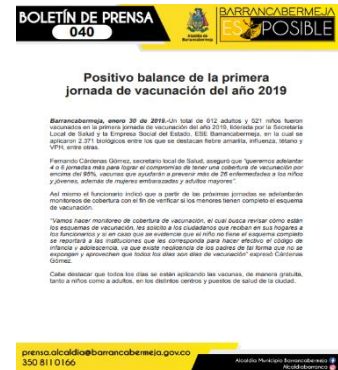 BOLETÍN DE PRENSA
040
Alcaldía de
Barrancabermeja
BARRANCABERMEJA
ES POSIBLE
Positivo balance de la primera
jornada de vacunación del año 2019
Barrancabermeja, enero 30 de 2019.-Un total de 612 adultos y 521 niños fueron
vacunados en la primera jornada de vacunación del año 2019, liderada por la Secretaría
Local de Salud y la Empresa Social del Estado, ESE Barrancabermeja, en la cual se
aplicaron 2.371 biológicos entre los que se destacan fiebre amarilla, influenza, tétano y
VPH, entre otras.
Fernando Cárdenas Gómez, secretario local de Salud, aseguró que "queremos adelantar
4 o 6 jornadas más para lograr el compromiso de tener una cobertura de vacunación por
encima del 95%, vacunas que ayudarán a prevenir más de 26 enfermedades a los niños
y jóvenes, además de mujeres embarazadas y adultos mayores".
Así mismo el funcionario indicó que a partir de las próximas jornadas se adelantarán
monitoreos de cobertura con el fin de verificar si los menores tienen completo el esquema
de vacunación.
"Vamos hacer monitoreo de cobertura de vacunación, el cual busca revisar cómo están
los esquemas de vacunación, les solicito a los ciudadanos que reciban en sus hogares a
los funcionarios y si en caso que se evidencie que el niño no tiene el esquema completo
se reportará a las instituciones que les corresponda para hacer efectivo el código de
infancia y adolescencia, ya que existe resiliencia de los padres de tal forma que no se
expongan y aprovechen que todos los días son días de vacunación" expresó Cárdenas
Gómez.
Cabe destacar que todos los días se están aplicando las vacunas, de manera gratuita,
tanto a niños como a adultos, en los distintos centros y puestos de salud de la ciudad.
prensa.alcaldia@barrancabermeja.gov.co
350 811 0166
Alcaldía Municipio Barrancabermeja
Alcaldiabarranca